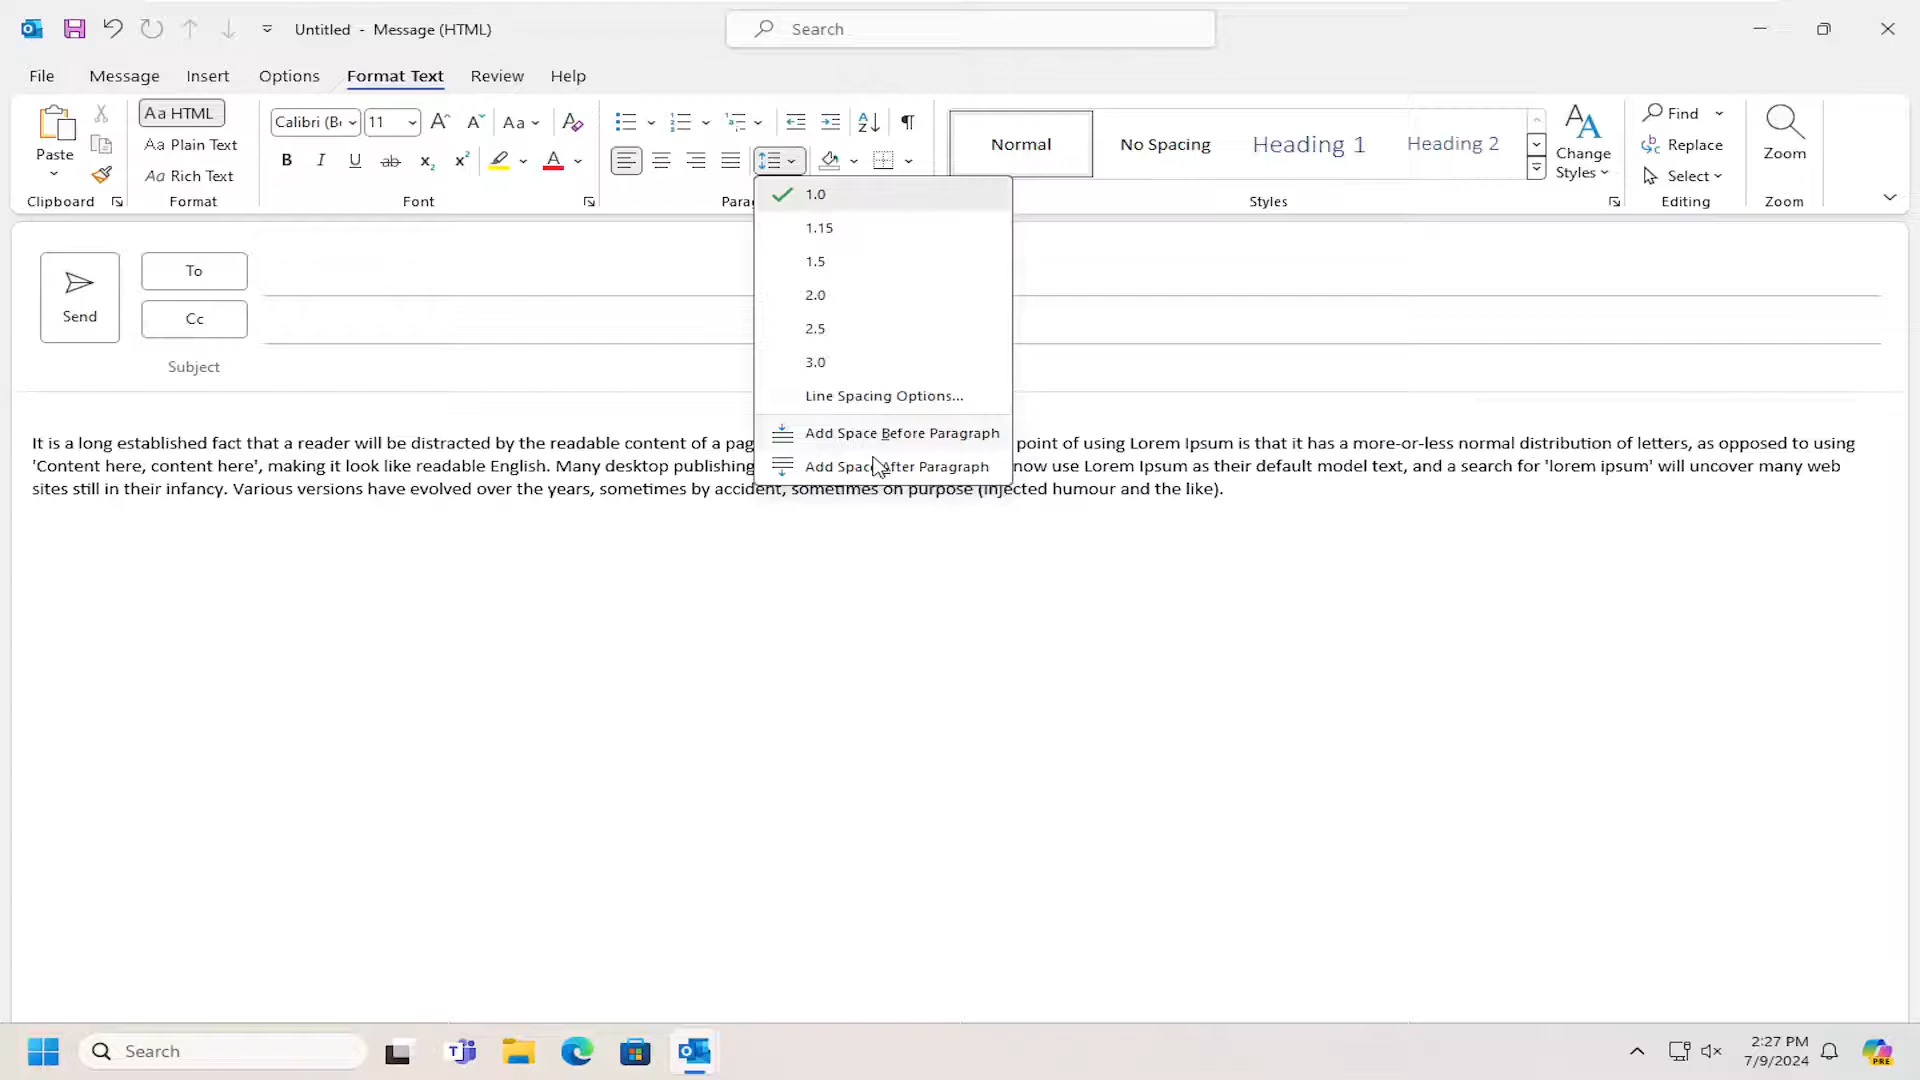 Untitled - Message (HTML)
Search
File Message Insert Options Format Text Review Help
Paste
Clipboard
Aa HTML
Aa Plain Text
Aa Rich Text
Format
Calibri (B 11 A A Aa A
B I U ab x₂ x² A
Font
Normal No Spacing Heading 1 Heading 2
Change
Styles
Styles
Find
Replace
Select
Editing
Zoom
Zoom
1.0
1.15
1.5
2.0
2.5
3.0
Line Spacing Options...
Add Space Before Paragraph
Add Space After Paragraph
Send
To
Cc
Subject
It is a long established fact that a reader will be distracted by the readable content of a pag point of using Lorem Ipsum is that it has a more-or-less normal distribution of letters, as opposed to using
'Content here, content here', making it look like readable English. Many desktop publishing now use Lorem Ipsum as their default model text, and a search for 'lorem ipsum' will uncover many web
sites still in their infancy. Various versions have evolved over the years, sometimes by accident, sometimes on purpose (injected humour and the like).
Search
2:27 PM
7/9/2024
PRE